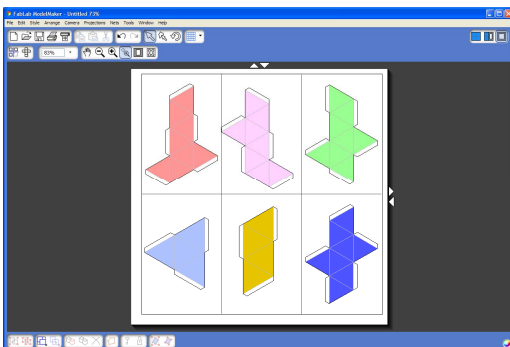 FabLab ModelMaker - Untitled 73%
File Edit Style Arrange Camera Projections Nets Tools Window Help
83%